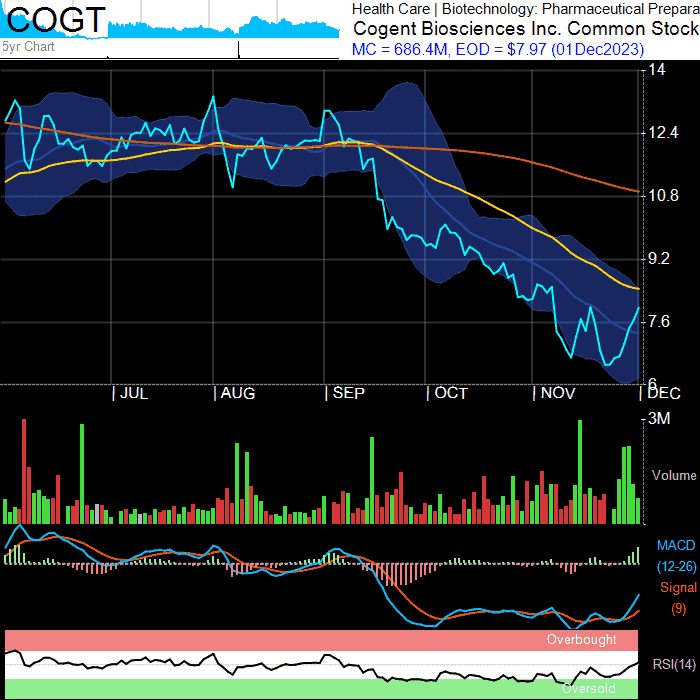 COGT
5yr Chart
Health Care | Biotechnology: Pharmaceutical Prepara
Cogent Biosciences Inc. Common Stock
MC = 686.4M, EOD = $7.97 (01Dec2023)
14
12.4
10.8
9.2
7.6
6
JUL AUG SEP OCT NOV DEC
3M
Volume
MACD
(12-26)
Signal
(9)
Overbought
RSI(14)
Oversold